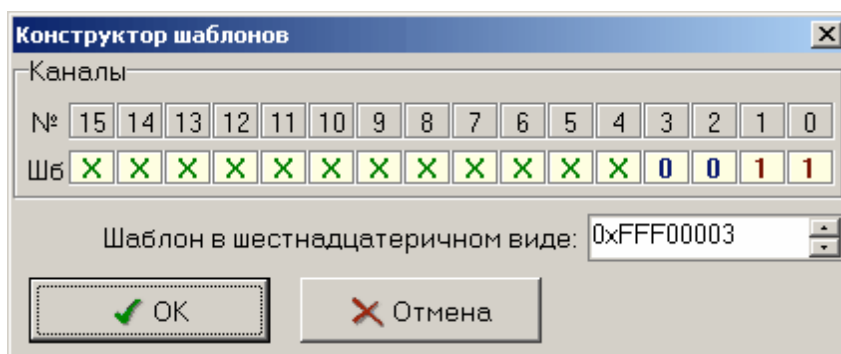 Конструктор шаблонов
Каналы
№ 15 14 13 12 11 10 9 8 7 6 5 4 3 2 1 0
Шб X X X X X X X X X X X X 0 0 1 1
Шаблон в шестнадцатеричном виде: 0xFFF00003
OK Отмена